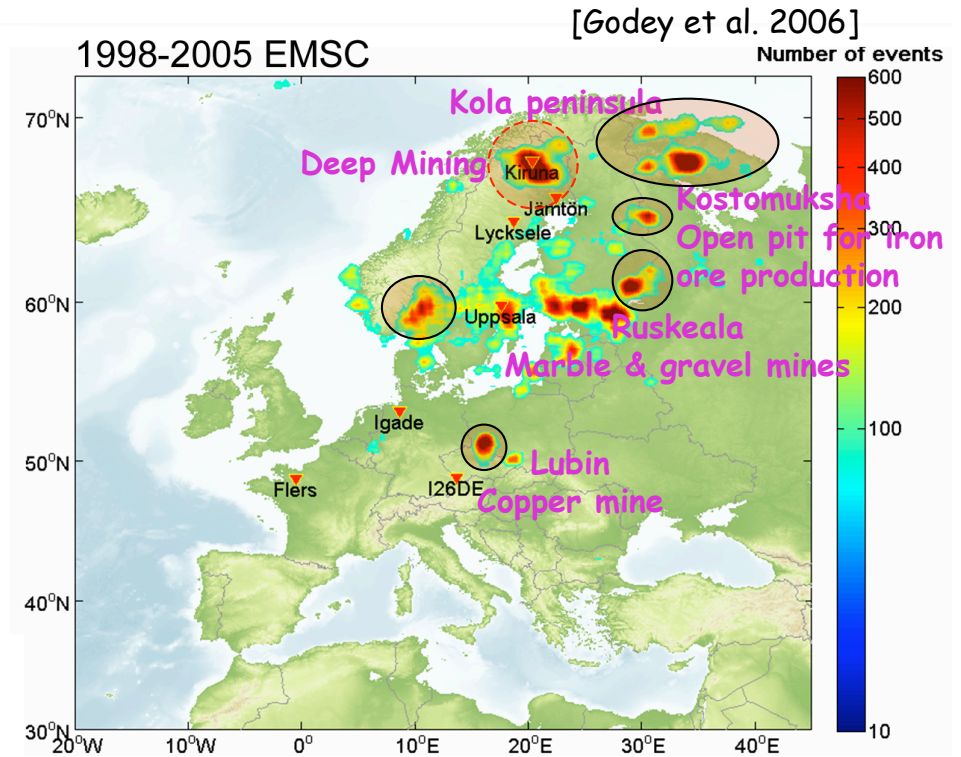 [Godey et al. 2006]
1998-2005 EMSC
Number of events
600
500
400
300
200
100
10
70°N
60°N
50°N
40°N
30°N
20°W
10°W
0°
10°E
20°E
30°E
40°E
Kola peninsula
Deep Mining
Kiruna
Jämtön
Lycksele
Kostomuksha
Open pit for iron
ore production
Uppsala
Ruskeala
Marble & gravel mines
Igade
Lubin
Copper mine
Flers
I26DE